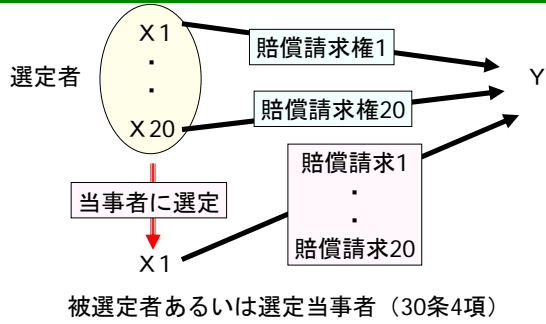 X1
賠償請求権1
・
選定者
Y
・
X20
賠償請求権20
賠償請求1
当事者に選定
・
・
X1
賠償請求20
被選定者あるいは選定当事者（30条4項）